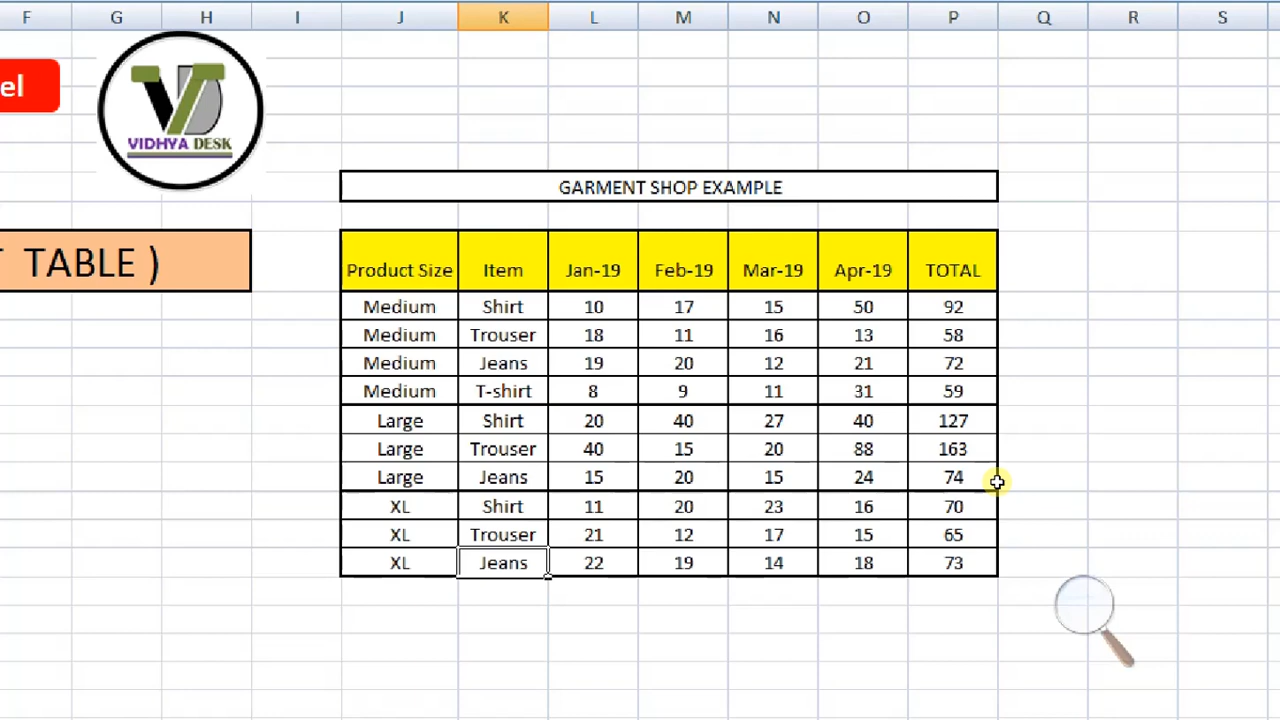 F G H I J K L M N O P Q R S
el
VD
VIDHYA DESK
GARMENT SHOP EXAMPLE
TABLE )
Product Size Item Jan-19 Feb-19 Mar-19 Apr-19 TOTAL
Medium Shirt 10 17 15 50 92
Medium Trouser 18 11 16 13 58
Medium Jeans 19 20 12 21 72
Medium T-shirt 8 9 11 31 59
Large Shirt 20 40 27 40 127
Large Trouser 40 15 20 88 163
Large Jeans 15 20 15 24 74
XL Shirt 11 20 23 16 70
XL Trouser 21 12 17 15 65
XL Jeans 22 19 14 18 73